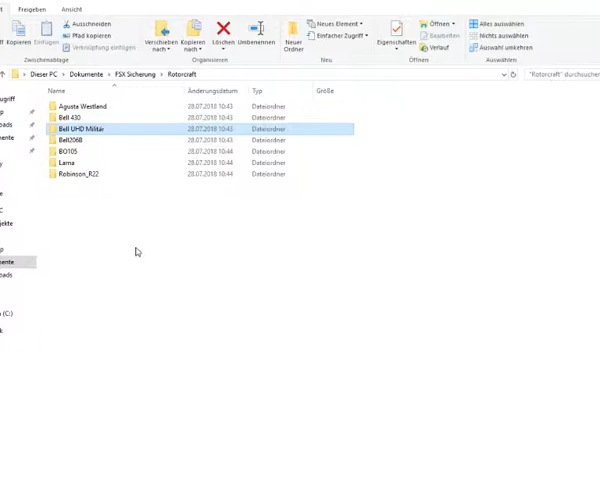 Freigeben Ansicht
Kopieren Einfügen Ausschneiden Pfad kopieren Verknüpfung einfügen Verschieben nach Kopieren nach Löschen Umbenennen Neuer Ordner Neues Element Einfacher Zugriff Eigenschaften Öffnen Bearbeiten Verlauf Alles auswählen Nichts auswählen Auswahl umkehren
Zwischenablage Organisieren Neu Öffnen Auswählen
Dieser PC > Dokumente > FSX Sicherung > Rotorcraft "Rotorcraft" durchsuchen
Name Änderungsdatum Typ Größe
Agusta Westland 28.07.2018 10:43 Dateiordner
Bell 430 28.07.2018 10:43 Dateiordner
Bell UHD Militär 28.07.2018 10:43 Dateiordner
Bell206B 28.07.2018 10:43 Dateiordner
BO105 28.07.2018 10:44 Dateiordner
Lama 28.07.2018 10:44 Dateiordner
Robinson_R22 28.07.2018 10:44 Dateiordner
(C:)